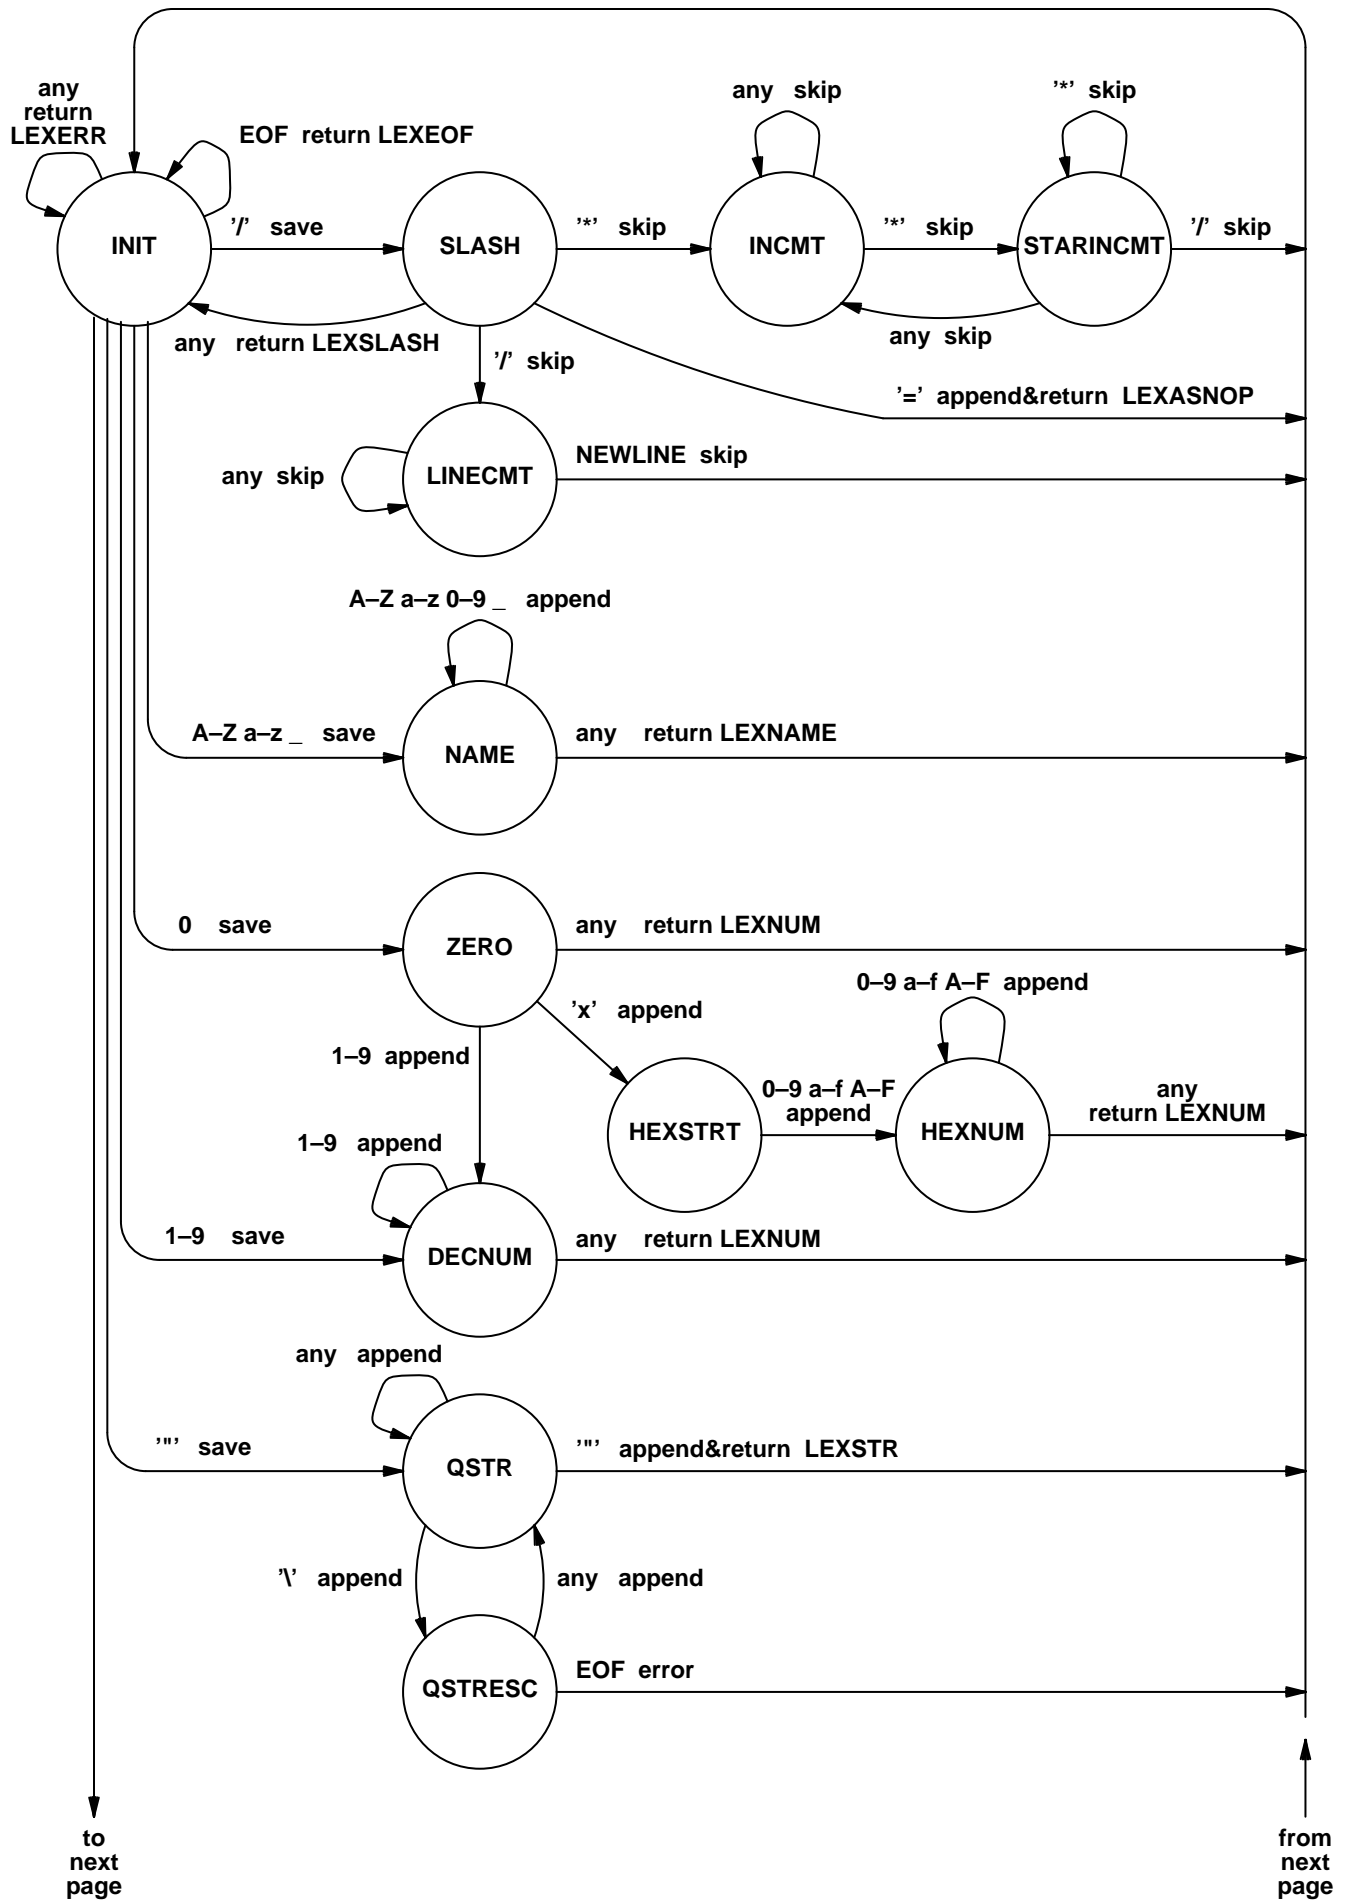 any
return
LEXERR
EOF return LEXEOF
any skip
’*’ skip
INIT
’/’ save
SLASH
’*’ skip
INCMT
’*’ skip
STARINCMT
’/’ skip
any return LEXSLASH
any skip
’/’ skip
’=’ append&return LEXASNOP
any skip
LINECMT
NEWLINE skip
A–Z a–z 0–9 _ append
A–Z a–z _ save
NAME
any return LEXNAME
0 save
ZERO
any return LEXNUM
’x’ append
0–9 a–f A–F append
1–9 append
HEXSTRT
0–9 a–f A–F
append
HEXNUM
any
return LEXNUM
1–9 append
1–9 save
DECNUM
any return LEXNUM
any append
’"’ save
QSTR
’"’ append&return LEXSTR
’\’ append
any append
QSTRESC
EOF error
to
next
page
from
next
page